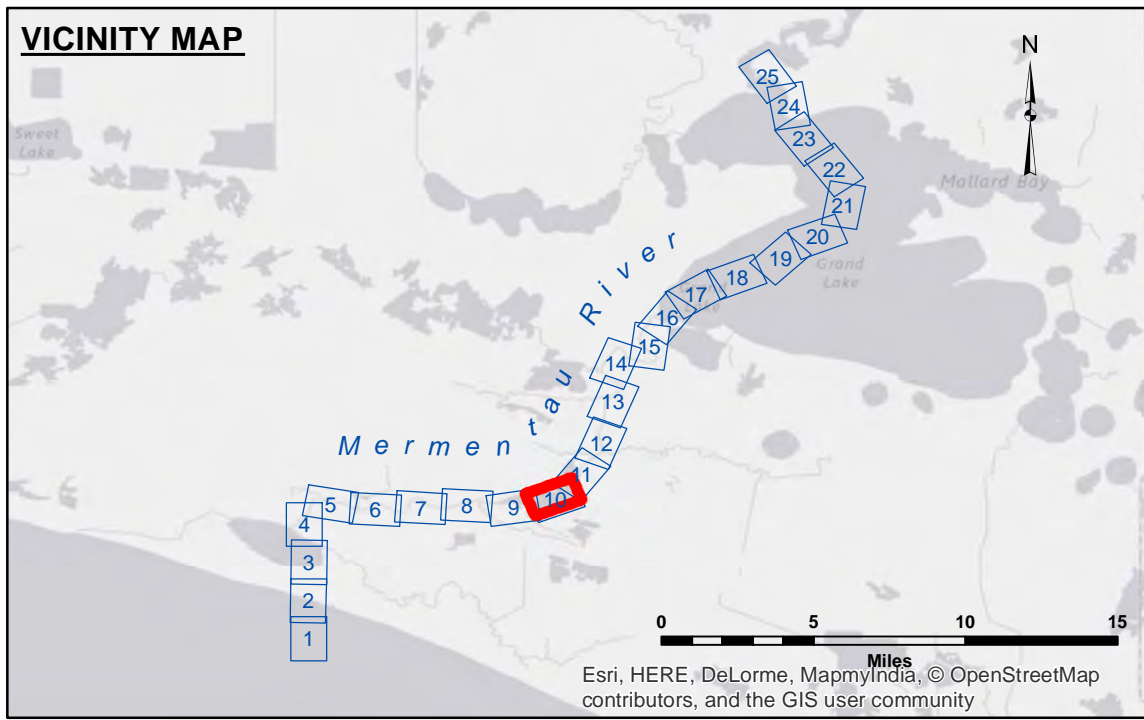 VICINITY MAP
N
25
24
23
22
21
20
19
18
17
16
15
14
13
12
11
10
9
8
7
6
5
4
3
2
1
Sweet
Lake
Mallard Bay
Grand
Lake
Mermentau River
0 5 10 15
Miles
Esri, HERE, DeLorme, MapmyIndia, © OpenStreetMap
contributors, and the GIS user community